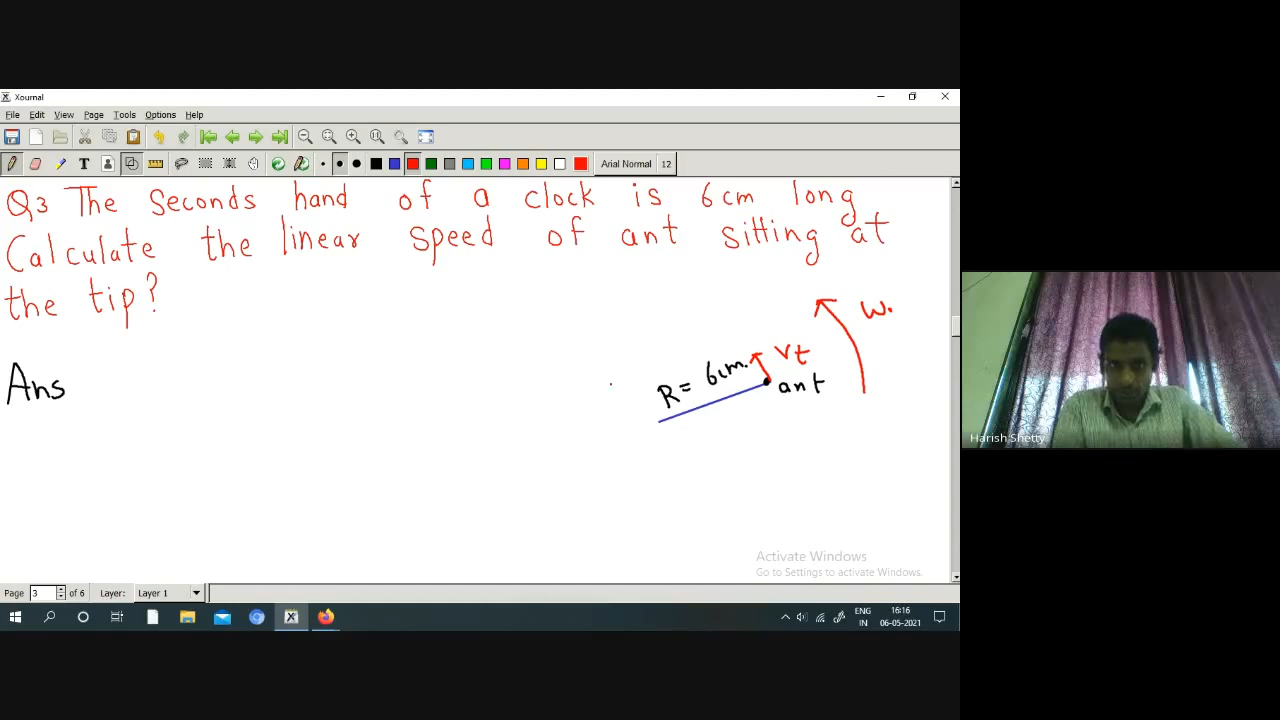 Xournal
File Edit View Page Tools Options Help
Arial Normal 12
Q3 The Seconds hand of a clock is 6cm long
Calculate the linear speed of ant sitting at
the tip?
w.
vt
R= 6cm.
ant
Ans
Harish Shetty
Activate Windows
Go to Settings to activate Windows.
Page 3 of 6 Layer: Layer 1
ENG
IN
16:16
06-05-2021